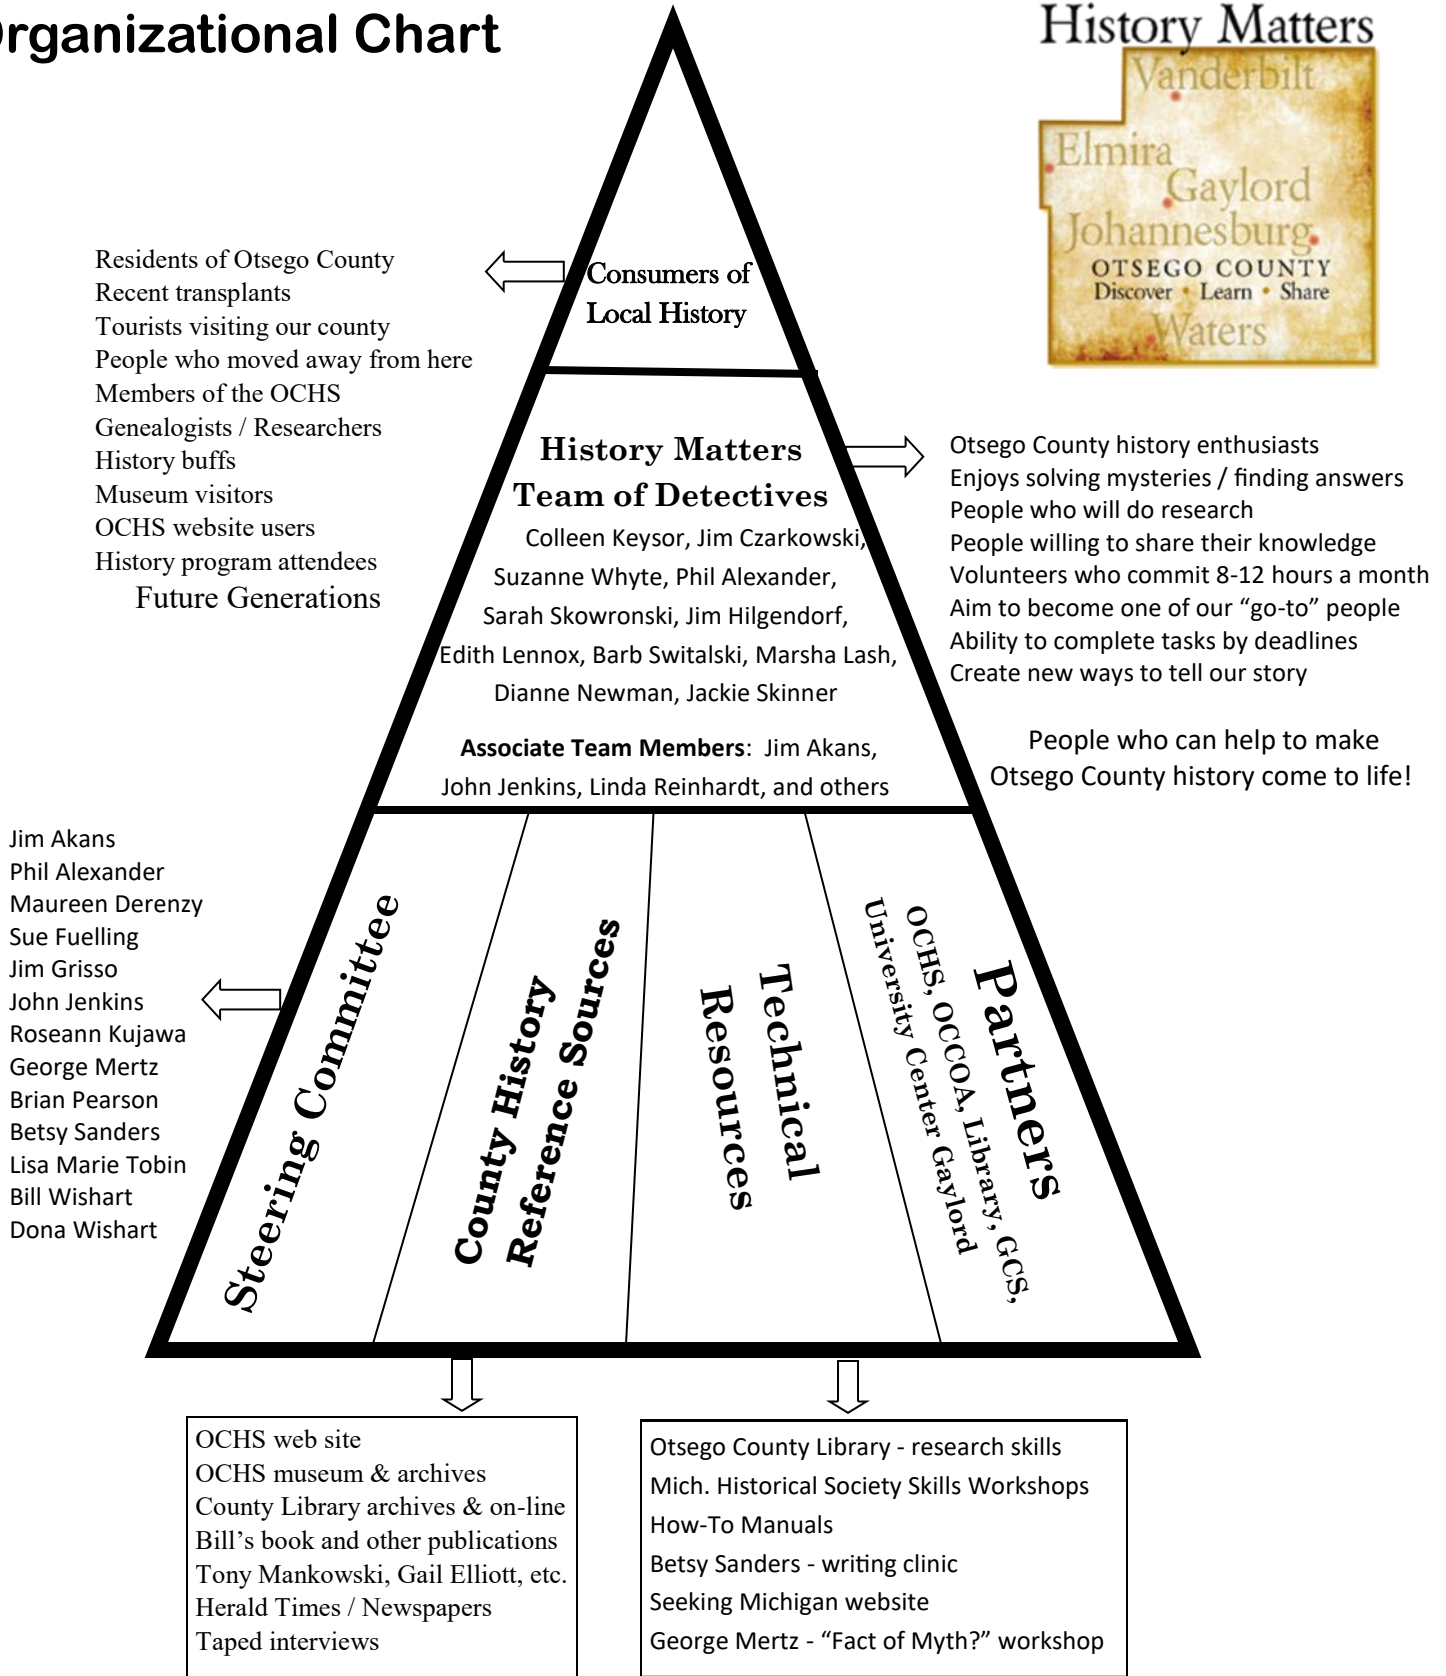 rganizational Chart
History Matters
Vanderbilt
Elmira
Gaylord
Johannesburg
OTSEGO COUNTY
Discover • Learn • Share
Waters
Residents of Otsego County
Recent transplants
Tourists visiting our county
People who moved away from here
Members of the OCHS
Genealogists / Researchers
History buffs
Museum visitors
OCHS website users
History program attendees
Future Generations
Consumers of
Local History
History Matters
Team of Detectives
Colleen Keysor, Jim Czarkowski,
Suzanne Whyte, Phil Alexander,
Sarah Skowronski, Jim Hilgendorf,
Edith Lennox, Barb Switalski, Marsha Lash,
Dianne Newman, Jackie Skinner
Associate Team Members: Jim Akans,
John Jenkins, Linda Reinhardt, and others
Otsego County history enthusiasts
Enjoys solving mysteries / finding answers
People who will do research
People willing to share their knowledge
Volunteers who commit 8-12 hours a month
Aim to become one of our “go-to” people
Ability to complete tasks by deadlines
Create new ways to tell our story
People who can help to make
Otsego County history come to life!
Jim Akans
Phil Alexander
Maureen Derenzy
Sue Fuelling
Jim Grisso
John Jenkins
Roseann Kujawa
George Mertz
Brian Pearson
Betsy Sanders
Lisa Marie Tobin
Bill Wishart
Dona Wishart
Steering Committee
County History
Reference Sources
Technical
Resources
Partners
OCHS, OCCOA, Library, GCS,
University Center Gaylord
OCHS web site
OCHS museum & archives
County Library archives & on-line
Bill’s book and other publications
Tony Mankowski, Gail Elliott, etc.
Herald Times / Newspapers
Taped interviews
Otsego County Library - research skills
Mich. Historical Society Skills Workshops
How-To Manuals
Betsy Sanders - writing clinic
Seeking Michigan website
George Mertz - “Fact of Myth?” workshop